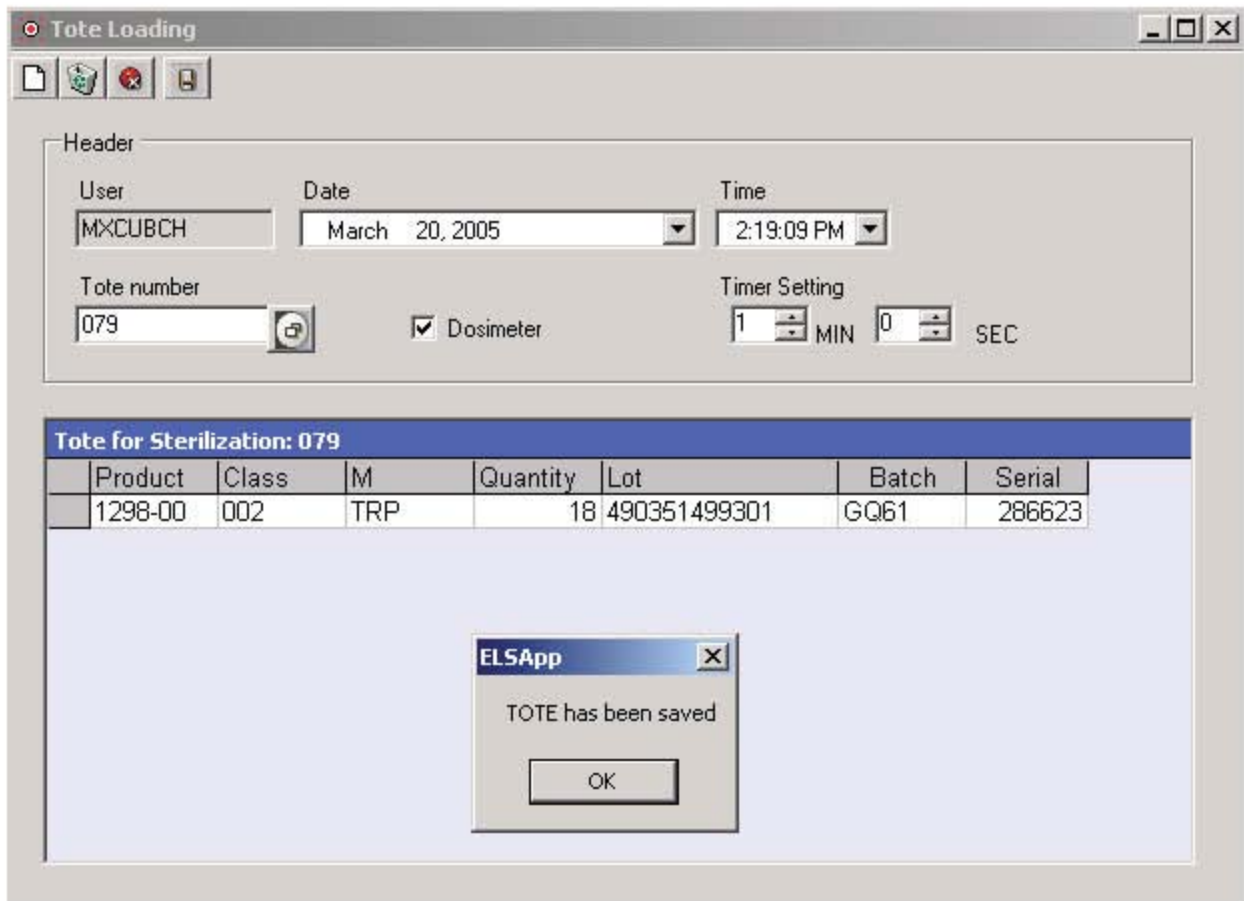 Tote Loading
Header
User Date Time
MXCUBCH March 20, 2005 2:19:09 PM
Tote number Timer Setting
079 Dosimeter 1 MIN 0 SEC
Tote for Sterilization: 079
Product Class M Quantity Lot Batch Serial
1298-00 002 TRP 18 490351499301 GQ61 286623
ELSApp
TOTE has been saved
OK